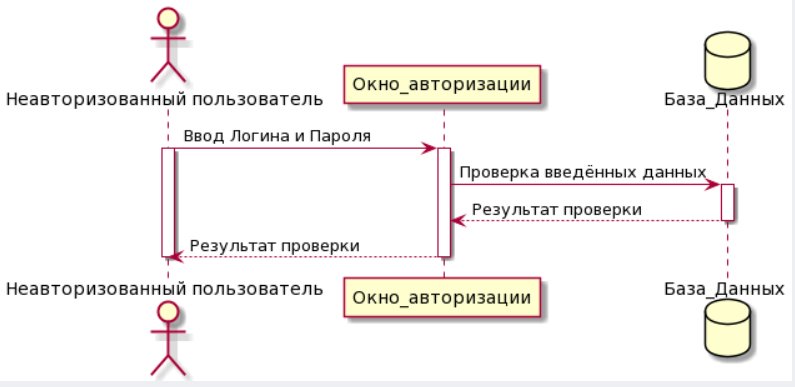 Неавторизованный пользователь
Окно_авторизации
База_Данных
Ввод Логина и Пароля
Проверка введённых данных
Результат проверки
Результат проверки
Неавторизованный пользователь
Окно_авторизации
База_Данных